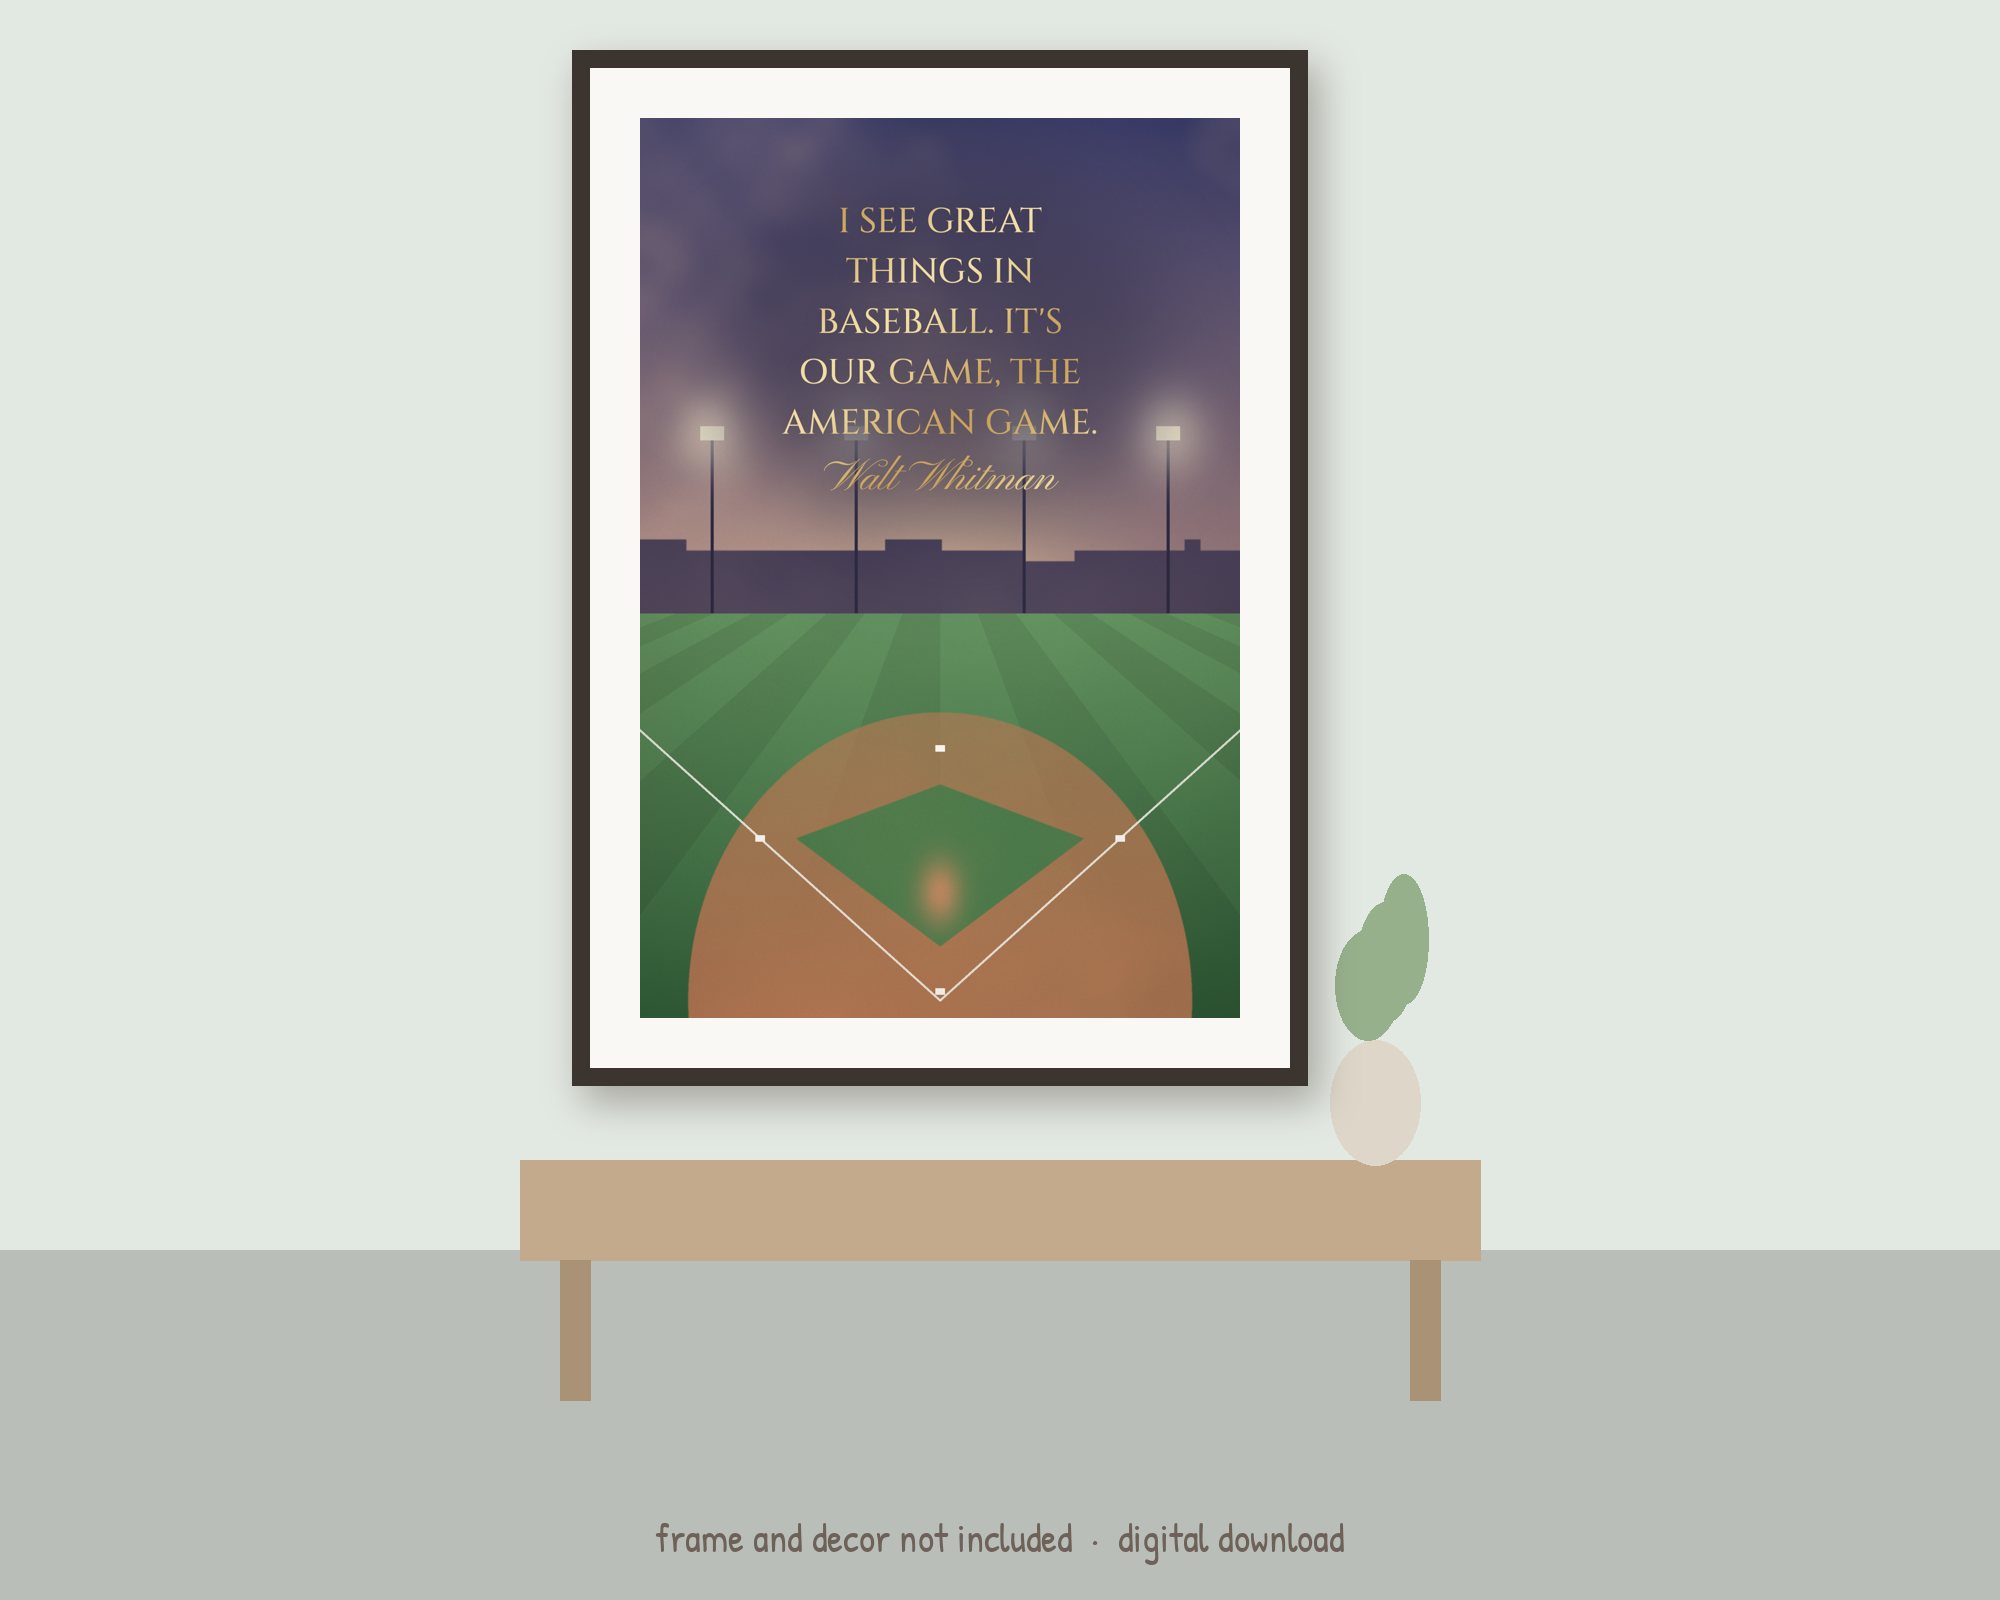 I SEE GREAT
THINGS IN
BASEBALL. IT'S
OUR GAME, THE
AMERICAN GAME.
Walt Whitman
frame and decor not included · digital download